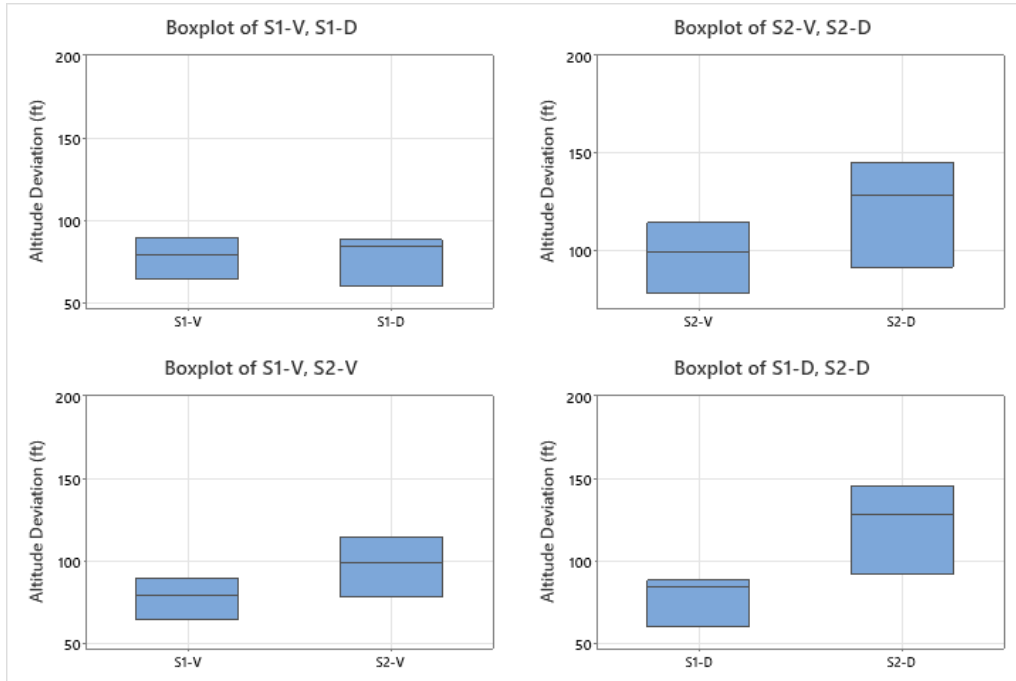 Boxplot of S1-V, S1-D
Altitude Deviation (ft)
200
150
100
50
S1-V S1-D
Boxplot of S2-V, S2-D
Altitude Deviation (ft)
200
150
100
S2-V S2-D
Boxplot of S1-V, S2-V
Altitude Deviation (ft)
200
150
100
50
S1-V S2-V
Boxplot of S1-D, S2-D
Altitude Deviation (ft)
200
150
100
50
S1-D S2-D